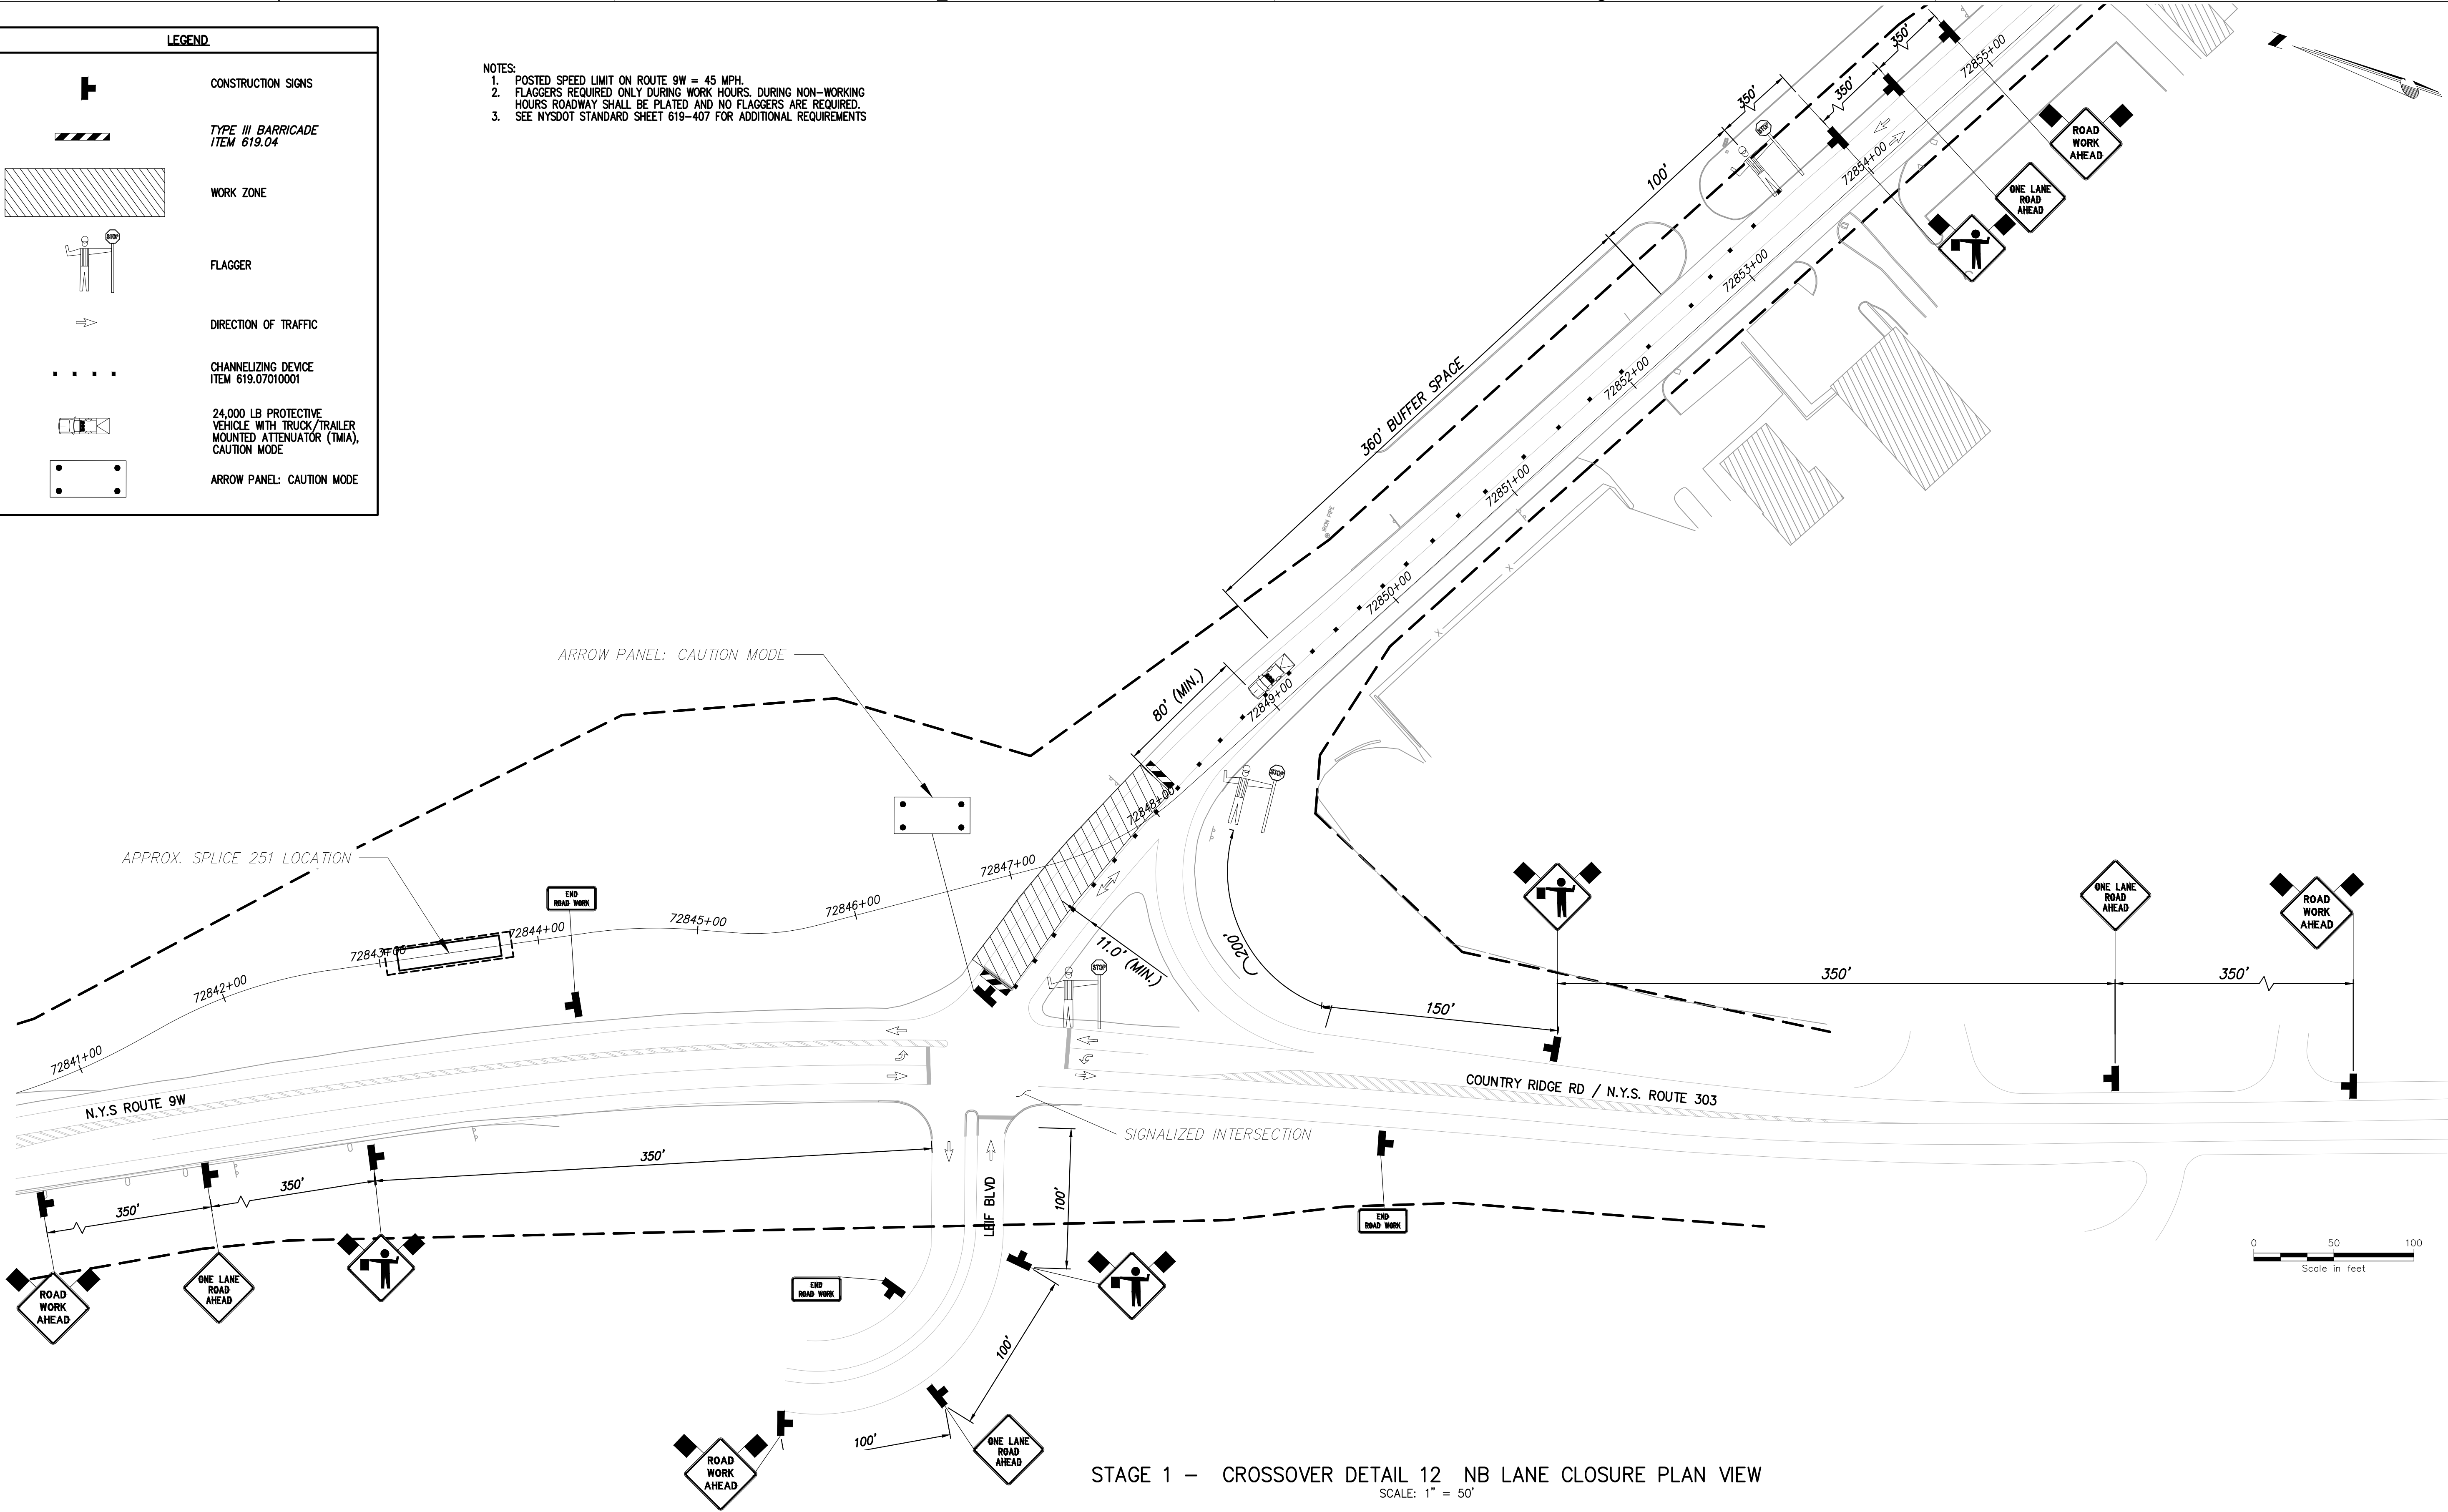 LEGEND
CONSTRUCTION SIGNS
TYPE III BARRICADE
ITEM 619.04
WORK ZONE
STOP
FLAGGER
DIRECTION OF TRAFFIC
CHANNELIZING DEVICE
ITEM 619.07010001
24,000 LB PROTECTIVE
VEHICLE WITH TRUCK/TRAILER
MOUNTED ATTENUATOR (TMIA),
CAUTION MODE
ARROW PANEL: CAUTION MODE
NOTES:
1. POSTED SPEED LIMIT ON ROUTE 9W = 45 MPH.
2. FLAGGERS REQUIRED ONLY DURING WORK HOURS. DURING NON-WORKING
HOURS ROADWAY SHALL BE PLATED AND NO FLAGGERS ARE REQUIRED.
3. SEE NYSDOT STANDARD SHEET 619-407 FOR ADDITIONAL REQUIREMENTS
350'
350'
350'
72855+00
STOP
100'
72854+00
ROAD
WORK
AHEAD
ONE LANE
ROAD
AHEAD
72853+00
360' BUFFER SPACE
72852+00
72851+00
IRON PIPE
X
72850+00
X
ARROW PANEL: CAUTION MODE
80' (MIN.)
72849+00
STOP
72848+00
APPROX. SPLICE 251 LOCATION
END
ROAD WORK
72847+00
72846+00
72845+00
72844+00
72843+00
72842+00
72841+00
11.0' (MIN.)
STOP
200'
150'
350'
350'
ONE LANE
ROAD
AHEAD
ROAD
WORK
AHEAD
N.Y.S ROUTE 9W
COUNTRY RIDGE RD / N.Y.S. ROUTE 303
SIGNALIZED INTERSECTION
350'
350'
350'
LEIF BLVD
100'
END
ROAD WORK
0 50 100
Scale in feet
ROAD
WORK
AHEAD
ONE LANE
ROAD
AHEAD
END
ROAD WORK
100'
100'
ROAD
WORK
AHEAD
ONE LANE
ROAD
AHEAD
STAGE 1 - CROSSOVER DETAIL 12 NB LANE CLOSURE PLAN VIEW
SCALE: 1" = 50'